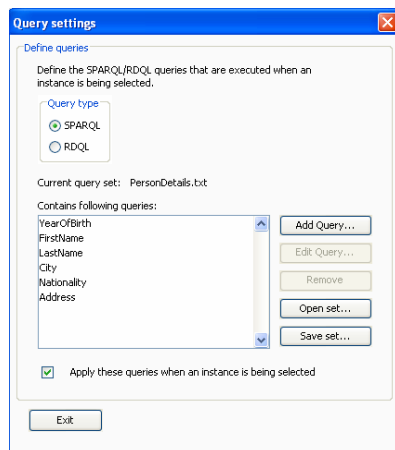 Query settings
Define queries
Define the SPARQL/RDQL queries that are executed when an
instance is being selected.
Query type
SPARQL
RDQL
Current query set: PersonDetails.txt
Contains following queries:
YearOfBirth
FirstName
LastName
City
Nationality
Address
Add Query...
Edit Query...
Remove
Open set...
Save set...
Apply these queries when an instance is being selected
Exit